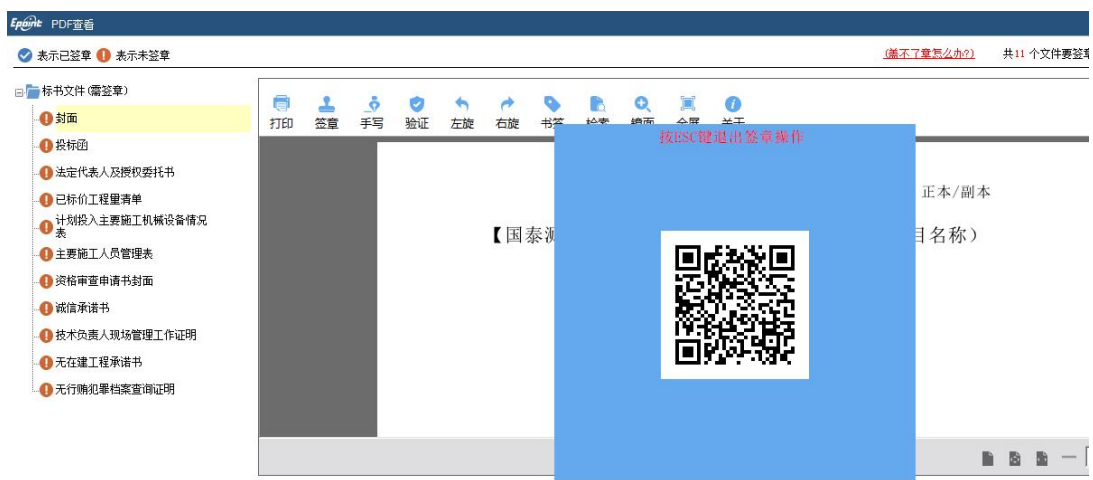 Epoint PDF查看
表示已签章 表示未签章
(盖不了章怎么办?) 共11 个文件要签章
标书文件(需签章)
封面
投标函
法定代表人及授权委托书
已标价工程量清单
计划投入主要施工机械设备情况
表
主要施工人员管理表
资格审查申请书封面
诚信承诺书
技术负责人现场管理工作证明
无在建工程承诺书
无行贿犯罪档案查询证明
打印 签章 手写 验证 左旋 右旋 书签 检索 全屏 关于
按ESC键退出签章操作
正本/副本
【国泰测
目名称）